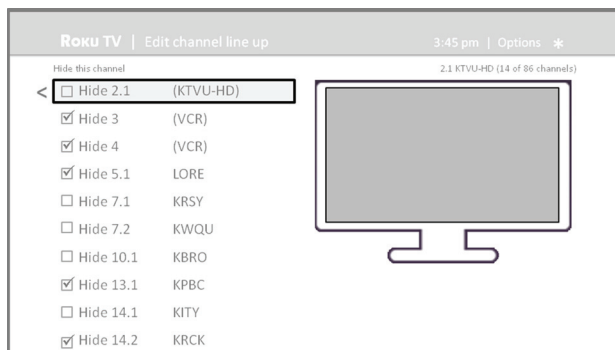 Roku TV | Edit channel line up 3:45 pm | Options ✱
Hide this channel 2.1 KTVU-HD (14 of 86 channels)
< ☐ Hide 2.1 (KTVU-HD)
☑ Hide 3 (VCR)
☑ Hide 4 (VCR)
☑ Hide 5.1 LORE
☐ Hide 7.1 KRSY
☐ Hide 7.2 KWQU
☐ Hide 10.1 KBRO
☑ Hide 13.1 KPBC
☐ Hide 14.1 KITY
☑ Hide 14.2 KRCK